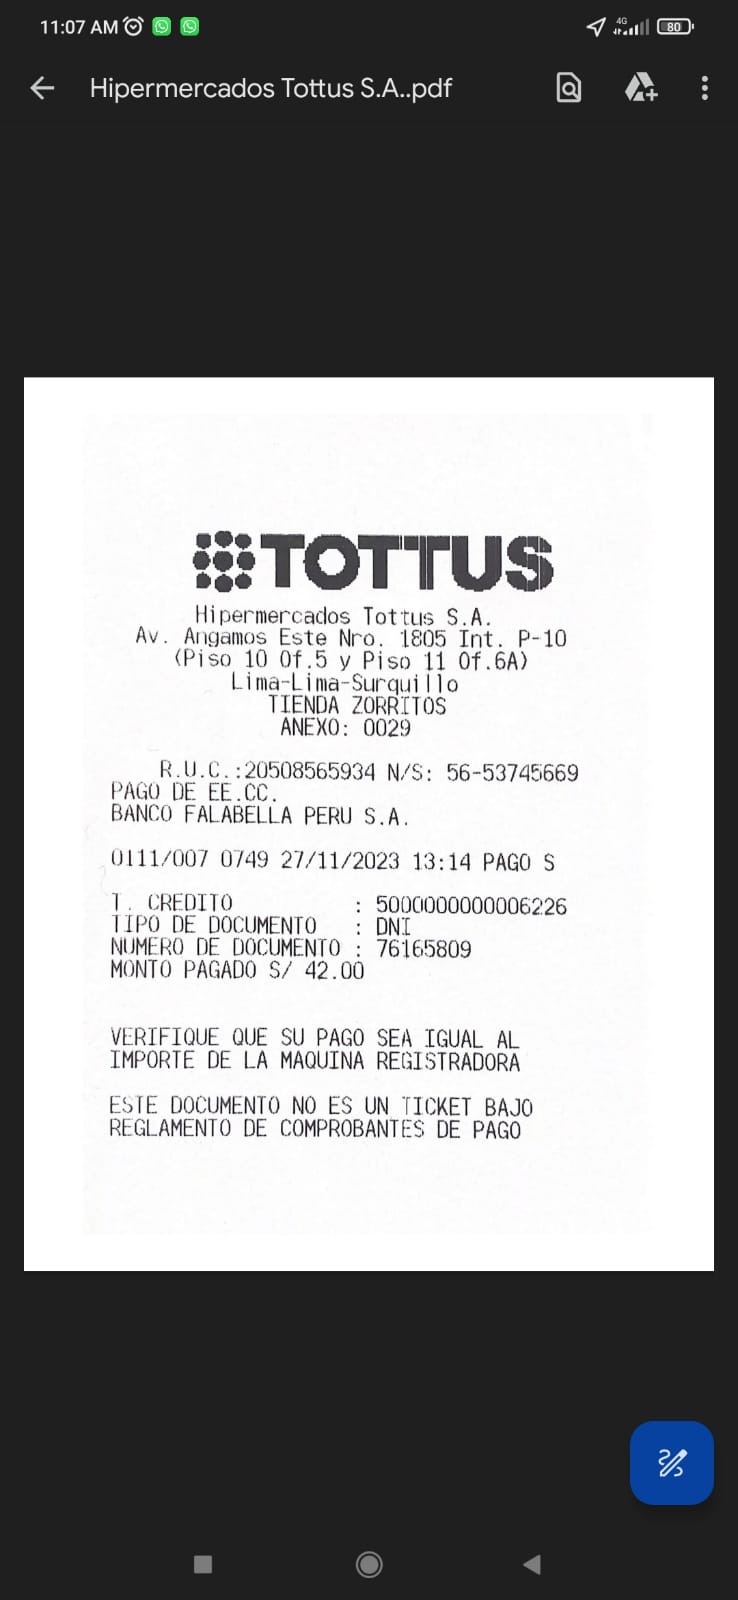 11:07 AM
4G
80
Hipermercados Tottus S.A..pdf
TOTTUS
Hipermercados Tottus S.A.
Av. Angamos Este Nro. 1805 Int. P-10
(Piso 10 Of.5 y Piso 11 Of.6A)
Lima-Lima-Surquillo
TIENDA ZORRITOS
ANEXO: 0029
R.U.C.:20508565934 N/S: 56-53745669
PAGO DE EE.CC.
BANCO FALABELLA PERU S.A.
0111/007 0749 27/11/2023 13:14 PAGO S
T. CREDITO : 5000000000006226
TIPO DE DOCUMENTO : DNI
NUMERO DE DOCUMENTO : 76165809
MONTO PAGADO S/ 42.00
VERIFIQUE QUE SU PAGO SEA IGUAL AL
IMPORTE DE LA MAQUINA REGISTRADORA
ESTE DOCUMENTO NO ES UN TICKET BAJO
REGLAMENTO DE COMPROBANTES DE PAGO